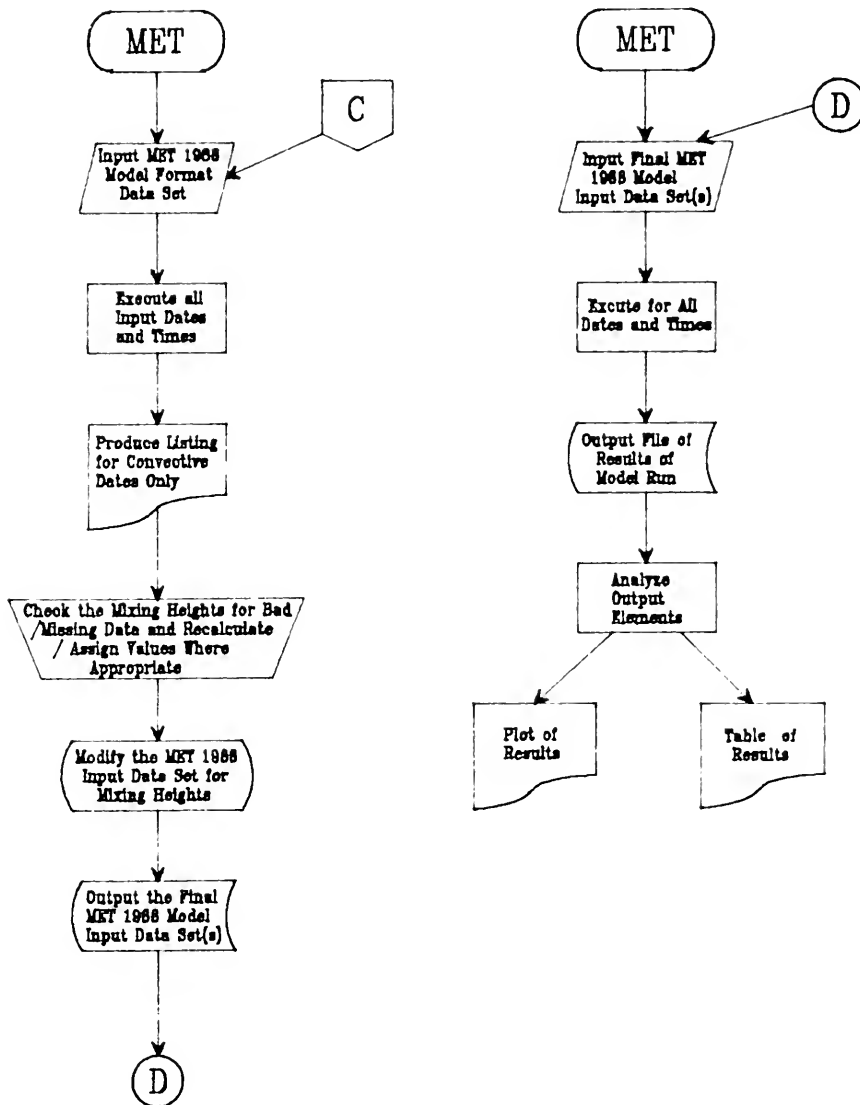 MET
C
Input MET 1988
Model Format
Data Set
Execute all
Input Dates
and Times
Produce Listing
for Convective
Dates Only
Check the Mixing Heights for Bad
/Missing Data and Recalculate
/ Assign Values Where
Appropriate
Modify the MET 1988
Input Data Set for
Mixing Heights
Output the Final
MET 1988 Model
Input Data Set(s)
D
MET
D
Input Final MET
1988 Model
Input Data Set(s)
Excute for All
Dates and Times
Output File of
Results of
Model Run
Analyze
Output
Elements
Plot of
Results
Table of
Results